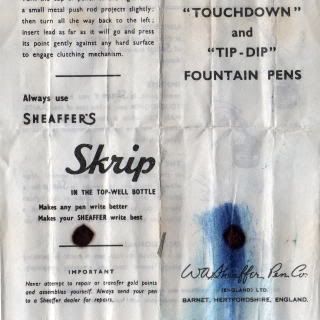 a small metal push rod projects slightly;
then turn all the way back to the left;
insert lead as far as it will go and press
its point gently against any hard surface
to engage clutching mechanism.
Always use
SHEAFFER'S
Skrip
IN THE TOP-WELL BOTTLE
Makes any pen write better
Makes your SHEAFFER write best
IMPORTANT
Never attempt to repair or transfer gold points
and assemblies yourself. Always send your pen
to a Sheaffer dealer for repairs.
"TOUCHDOWN"
and
"TIP-DIP"
FOUNTAIN PENS
W.A. Sheaffer Pen Co.
(ENGLAND) LTD.
BARNET, HERTFORDSHIRE, ENGLAND.